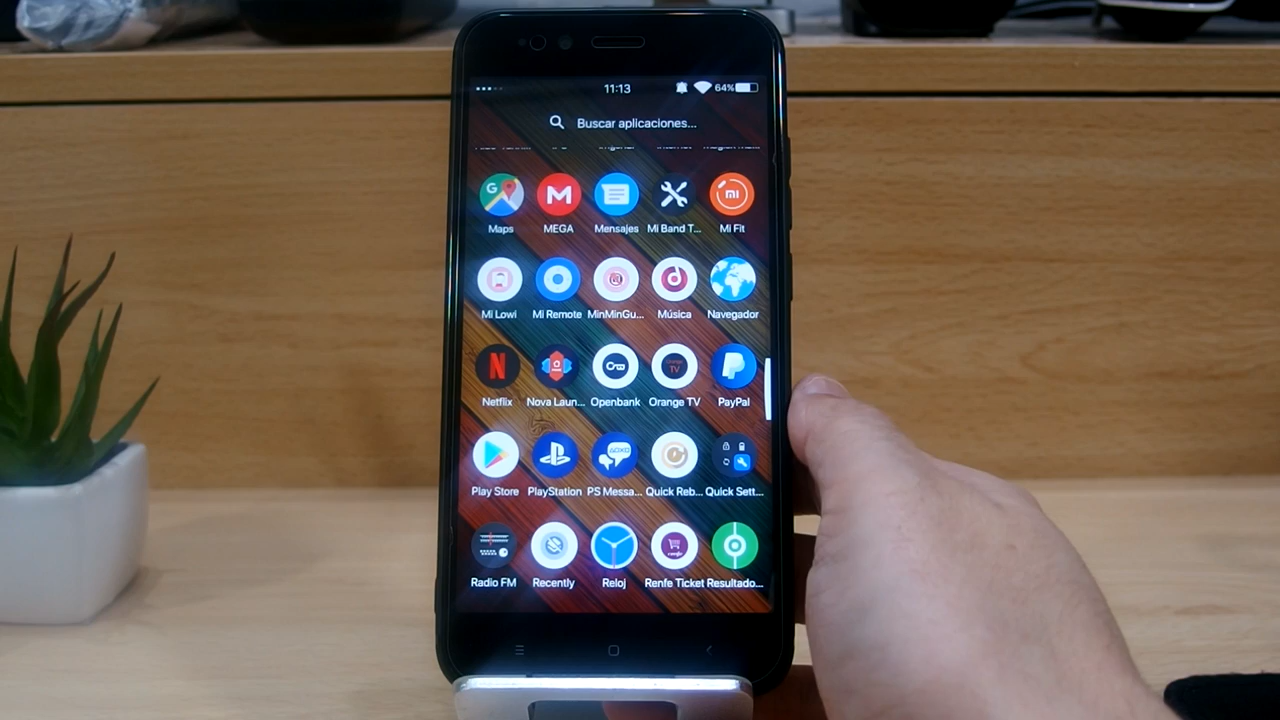 11:13 64%
Buscar aplicaciones...
Maps MEGA Mensajes Mi Band T... Mi Fit
Mi Lowi Mi Remote MinMinGu... Música Navegador
Netflix Nova Laun... Openbank Orange TV PayPal
Play Store PlayStation PS Messa... Quick Reb... Quick Sett...
Radio FM Recently Reloj Renfe Ticket Resultado...